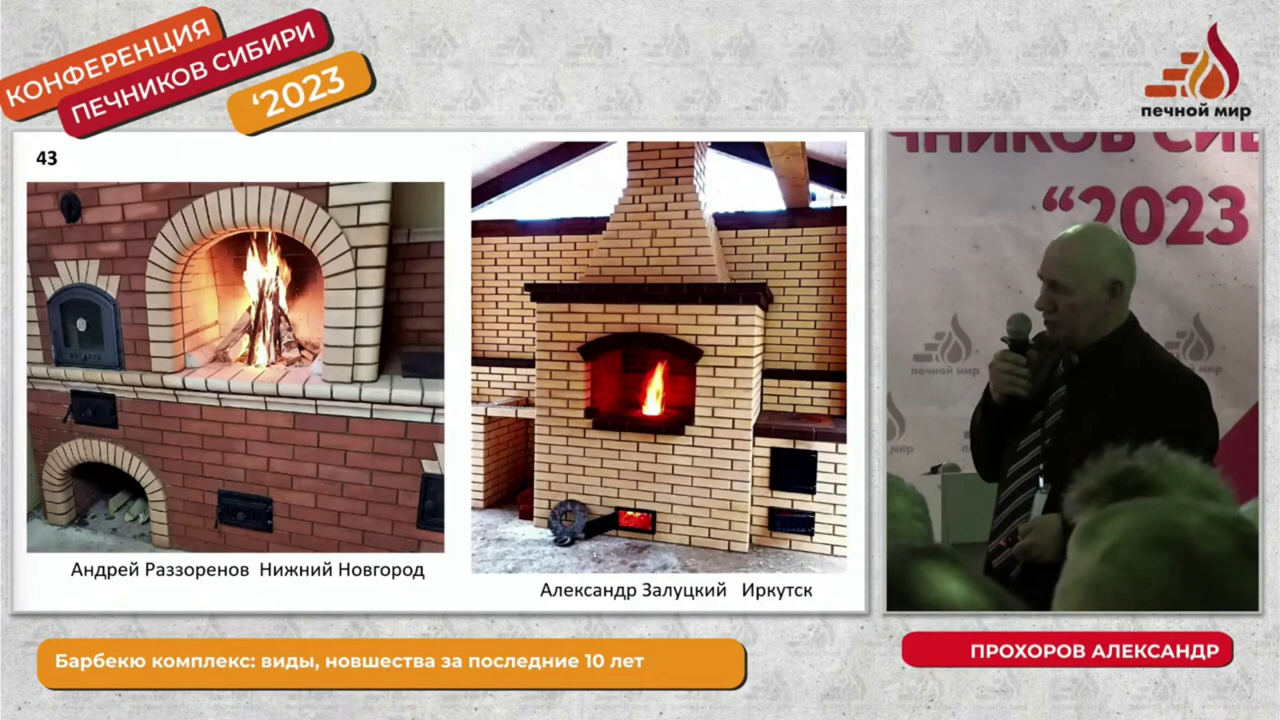 КОНФЕРЕНЦИЯ
ПЕЧНИКОВ СИБИРИ
‘2023
печной мир
43
Андрей Раззоренов Нижний Новгород
Александр Залуцкий Иркутск
“2023
печной мир
мир
Барбекю комплекс: виды, новшества за последние 10 лет
ПРОХОРОВ АЛЕКСАНДР